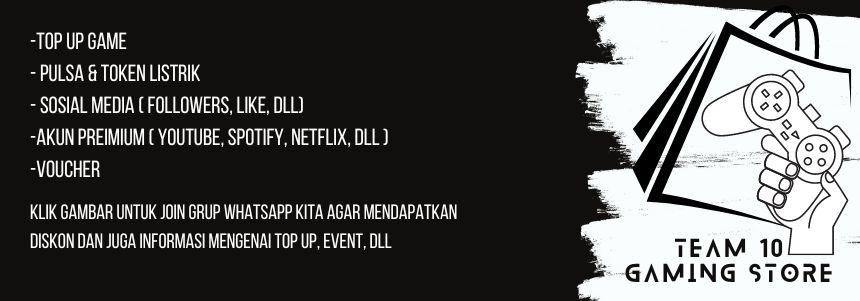 -TOP UP GAME
- PULSA & TOKEN LISTRIK
- SOSIAL MEDIA ( FOLLOWERS, LIKE, DLL)
-AKUN PREIMIUM ( YOUTUBE, SPOTIFY, NETFLIX, DLL )
-VOUCHER
KLIK GAMBAR UNTUK JOIN GRUP WHATSAPP KITA AGAR MENDAPATKAN
DISKON DAN JUGA INFORMASI MENGENAI TOP UP, EVENT, DLL
TEAM 10
GAMING STORE